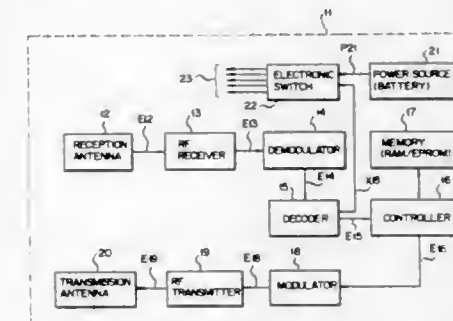 11
P21
21
23
ELECTRONIC
SWITCH
POWER SOURCE
(BATTERY)
22
17
12
13
14
E12
E13
RECEPTION
ANTENNA
RF
RECEIVER
DEMODULATOR
MEMORY
(RAM/EPROM)
E14
15
X16
16
DECODER
E15
CONTROLLER
E16
20
19
18
E19
E18
TRANSMISSION
ANTENNA
RF
TRANSMITTER
MODULATOR